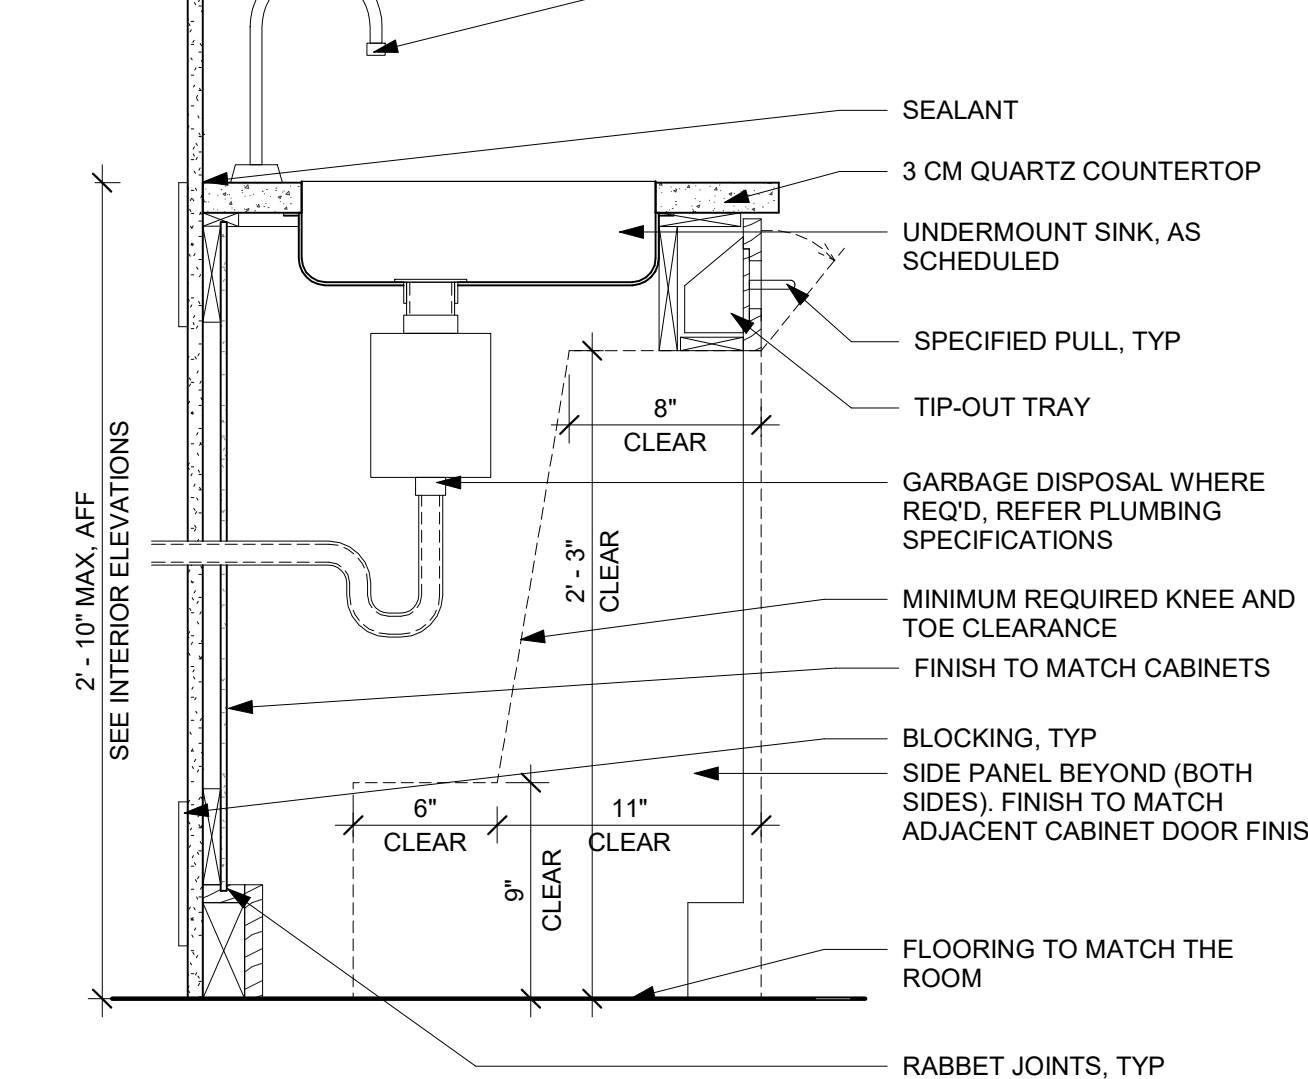 SEALANT
3 CM QUARTZ COUNTERTOP
UNDERMOUNT SINK, AS
SCHEDULED
SPECIFIED PULL, TYP
TIP-OUT TRAY
8"
CLEAR
GARBAGE DISPOSAL WHERE
REQ'D, REFER PLUMBING
SPECIFICATIONS
2' - 10" MAX, AFF
SEE INTERIOR ELEVATIONS
2' - 3"
CLEAR
MINIMUM REQUIRED KNEE AND
TOE CLEARANCE
FINISH TO MATCH CABINETS
BLOCKING, TYP
SIDE PANEL BEYOND (BOTH
SIDES). FINISH TO MATCH
ADJACENT CABINET DOOR FINIS
6"
CLEAR
11"
CLEAR
9"
CLEAR
FLOORING TO MATCH THE
ROOM
RABBET JOINTS, TYP